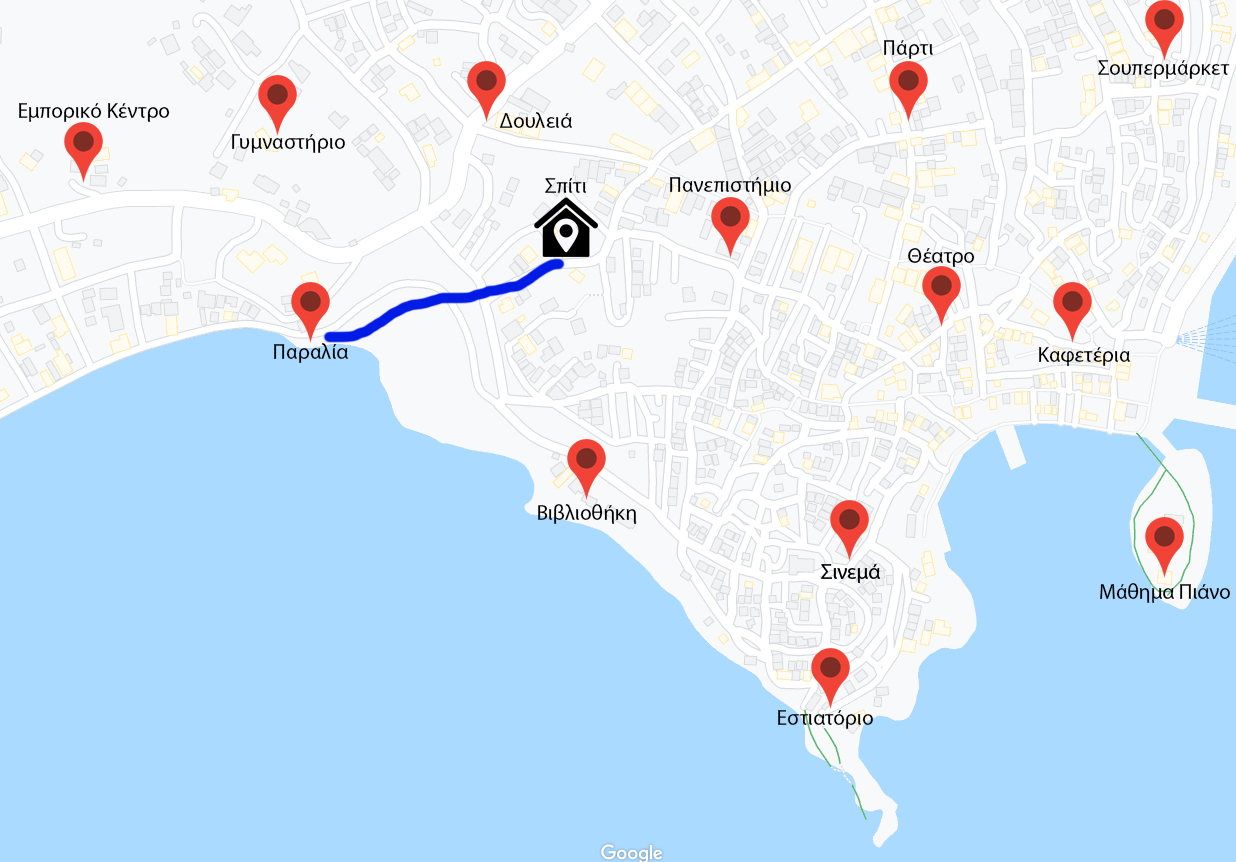 Σουπερμάρκετ
Πάρτι
Εμπορικό Κέντρο
Δουλειά
Γυμναστήριο
Σπίτι
Πανεπιστήμιο
Θέατρο
Παραλία
Καφετέρια
Βιβλιοθήκη
Σινεμά
Μάθημα Πιάνο
Εστιατόριο
Google